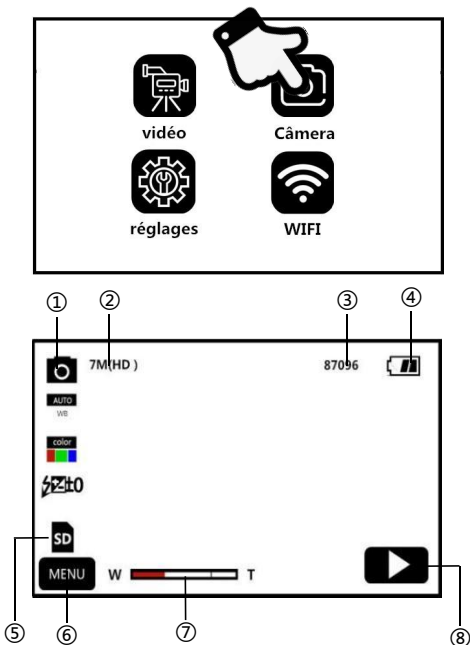 vidéo
Câmera
réglages
WIFI
① ② ③ ④
7M(HD )
87096
AUTO
WB
color
±0
SD
MENU
W
T
⑤ ⑥ ⑦ ⑧